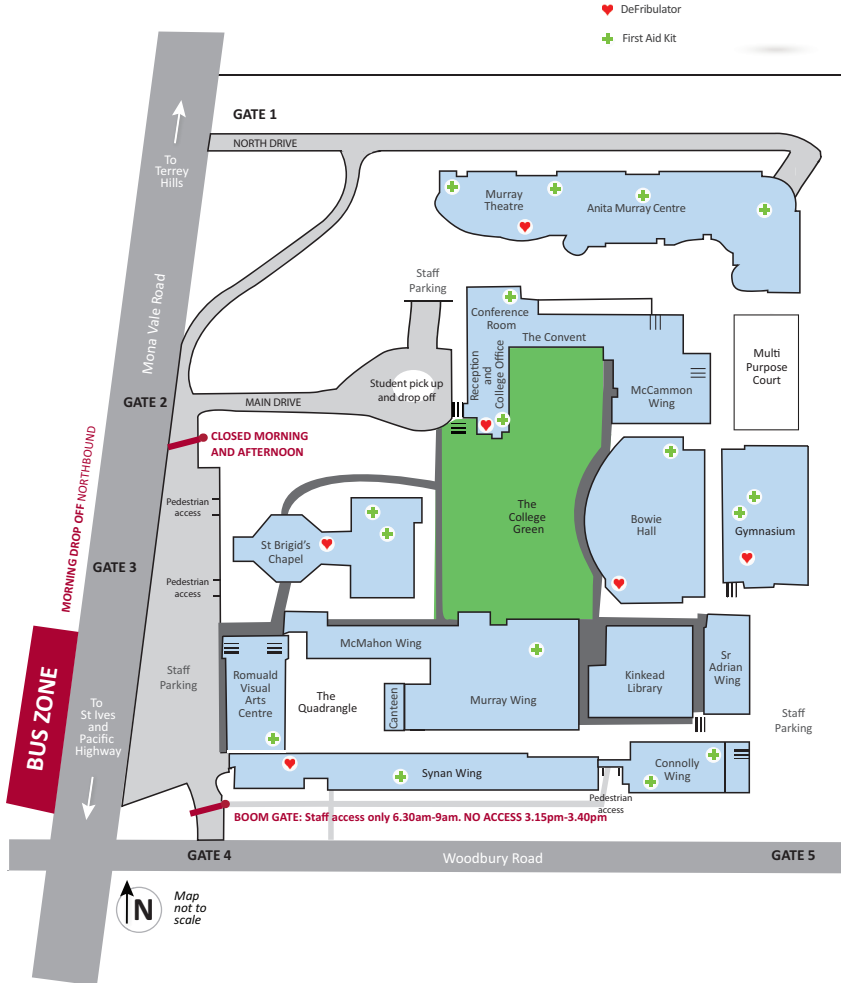 DeFribulator
First Aid Kit
GATE 1
NORTH DRIVE
To
Terrey
Hills
Murray
Theatre
Anita Murray Centre
Mona Vale Road
Staff
Parking
Conference
Room
The Convent
Reception
and
College Office
Multi
Purpose
Court
Student pick up
and drop off
McCammon
Wing
GATE 2
MAIN DRIVE
CLOSED MORNING
AND AFTERNOON
MORNING DROP OFF NORTHBOUND
Pedestrian
access
The
College
Green
Bowie
Hall
Gymnasium
St Brigid's
Chapel
GATE 3
Pedestrian
access
McMahon Wing
Staff
Parking
Romuald
Visual
Arts
Centre
The
Quadrangle
Canteen
Murray Wing
Kinkead
Library
Sr
Adrian
Wing
BUS ZONE
To
St Ives
and
Pacific
Highway
Staff
Parking
Synan Wing
Connolly
Wing
Pedestrian
access
BOOM GATE: Staff access only 6.30am-9am. NO ACCESS 3.15pm-3.40pm
GATE 4
Woodbury Road
GATE 5
N
Map
not to
scale